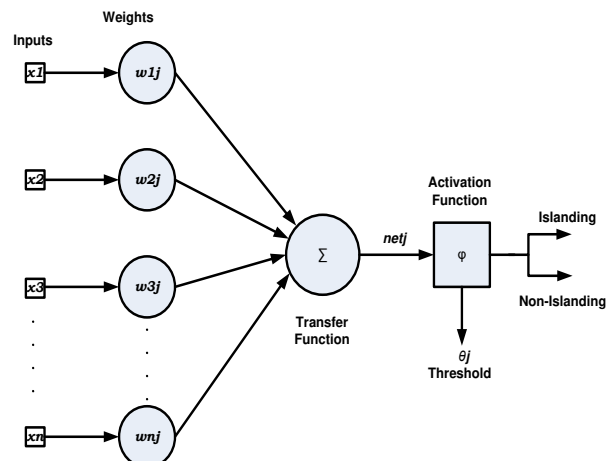 Weights
Inputs
x1
w1j
x2
w2j
x3
w3j
xn
wnj
Σ
Transfer
Function
netj
Activation
Function
φ
θj
Threshold
Islanding
Non-Islanding